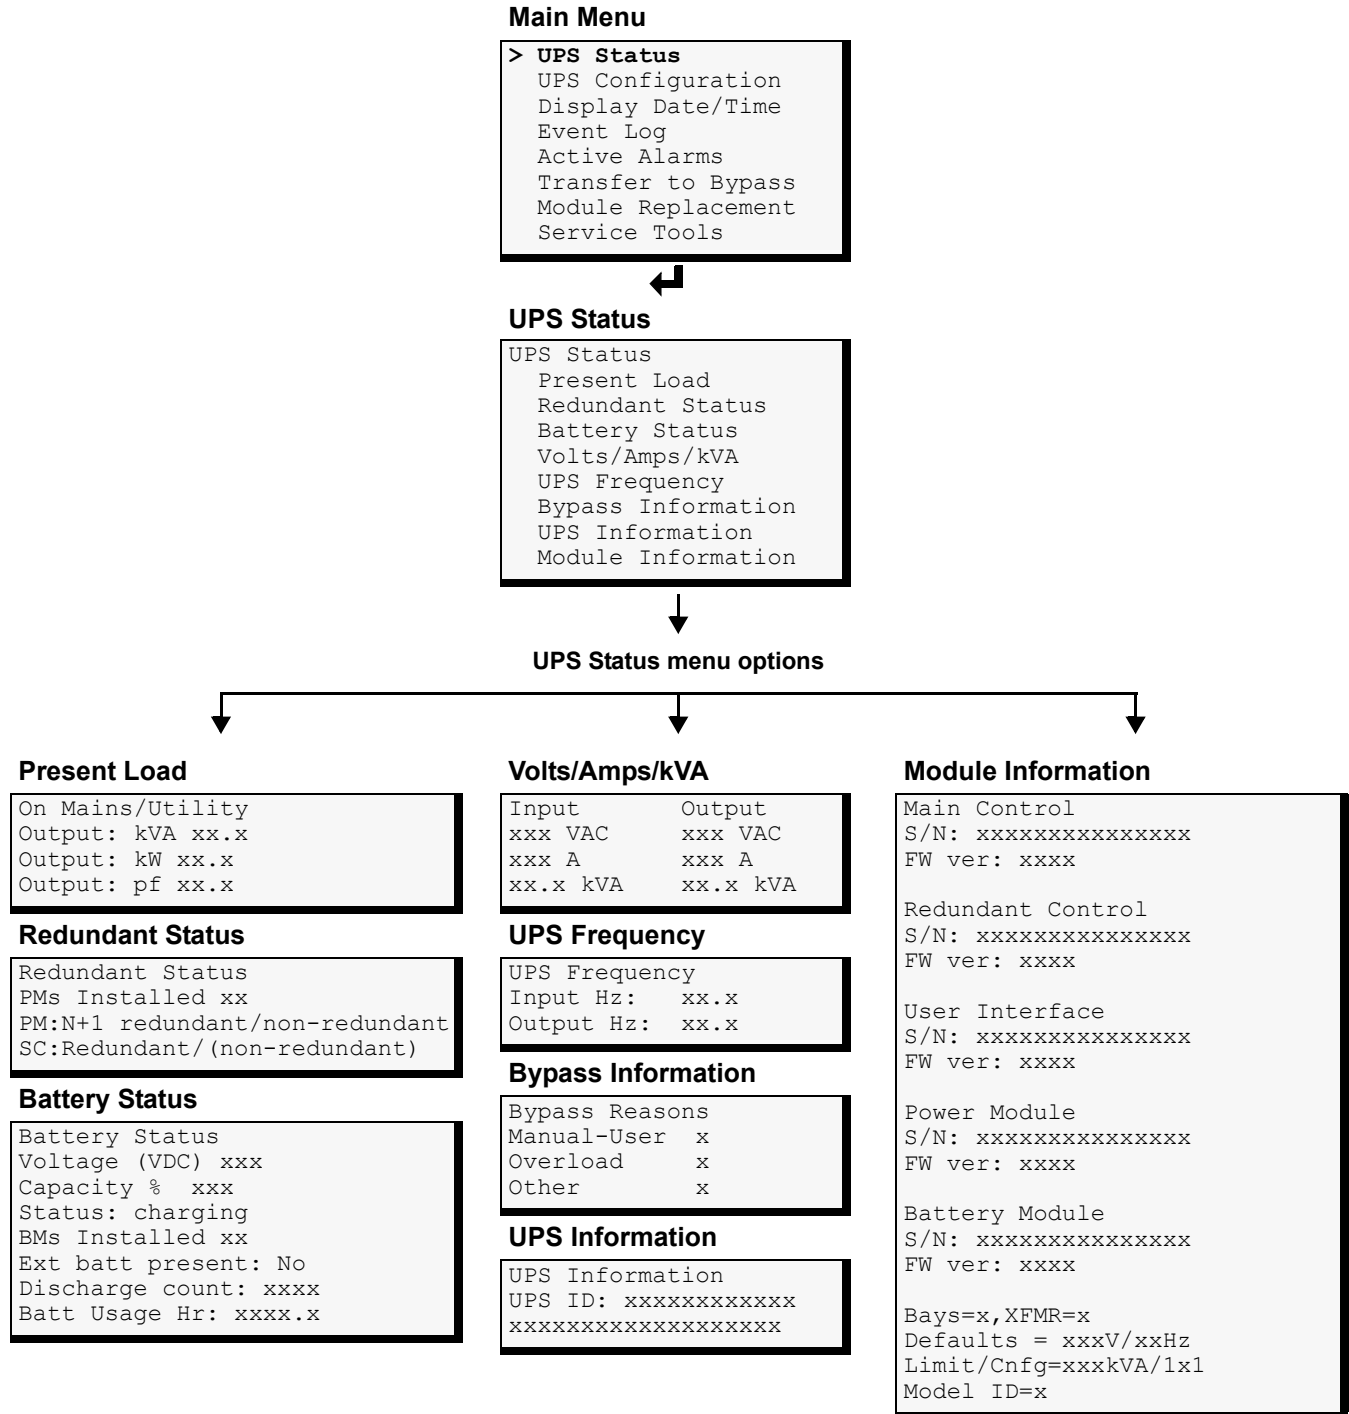 Main Menu
> UPS Status
UPS Configuration
Display Date/Time
Event Log
Active Alarms
Transfer to Bypass
Module Replacement
Service Tools
UPS Status
UPS Status
Present Load
Redundant Status
Battery Status
Volts/Amps/kVA
UPS Frequency
Bypass Information
UPS Information
Module Information
UPS Status menu options
Present Load
On Mains/Utility
Output: kVA xx.x
Output: kW xx.x
Output: pf xx.x
Redundant Status
Redundant Status
PMs Installed xx
PM:N+1 redundant/non-redundant
SC:Redundant/(non-redundant)
Battery Status
Battery Status
Voltage (VDC) xxx
Capacity % xxx
Status: charging
BMs Installed xx
Ext batt present: No
Discharge count: xxxx
Batt Usage Hr: xxxx.x
Volts/Amps/kVA
Input Output
xxx VAC xxx VAC
xxx A xxx A
xx.x kVA xx.x kVA
UPS Frequency
UPS Frequency
Input Hz: xx.x
Output Hz: xx.x
Bypass Information
Bypass Reasons
Manual-User x
Overload x
Other x
UPS Information
UPS Information
UPS ID: xxxxxxxxxxxx
xxxxxxxxxxxxxxxxxxx
Module Information
Main Control
S/N: xxxxxxxxxxxxxxx
FW ver: xxxx
Redundant Control
S/N: xxxxxxxxxxxxxxx
FW ver: xxxx
User Interface
S/N: xxxxxxxxxxxxxxx
FW ver: xxxx
Power Module
S/N: xxxxxxxxxxxxxxx
FW ver: xxxx
Battery Module
S/N: xxxxxxxxxxxxxxx
FW ver: xxxx
Bays=x,XFMR=x
Defaults = xxxV/xxHz
Limit/Cnfg=xxxkVA/1x1
Model ID=x